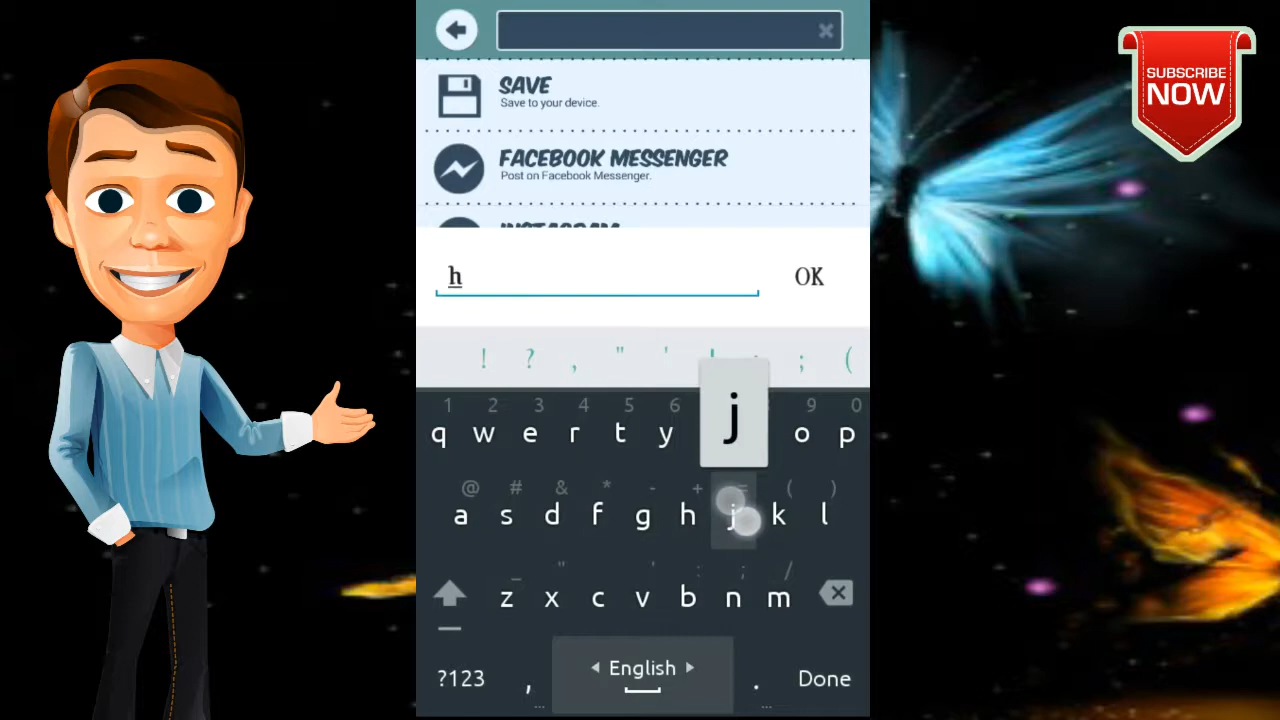 SUBSCRIBE
NOW
SAVE
Save to your device.
FACEBOOK MESSENGER
Post on Facebook Messenger.
INSTAGRAM
h
OK
! ? , " ' ; (
1 2 3 4 5 6 9 0
q w e r t y j o p
@ # & * - + = ( )
a s d f g h j k l
_ " ' : ; /
z x c v b n m
?123 , English . Done